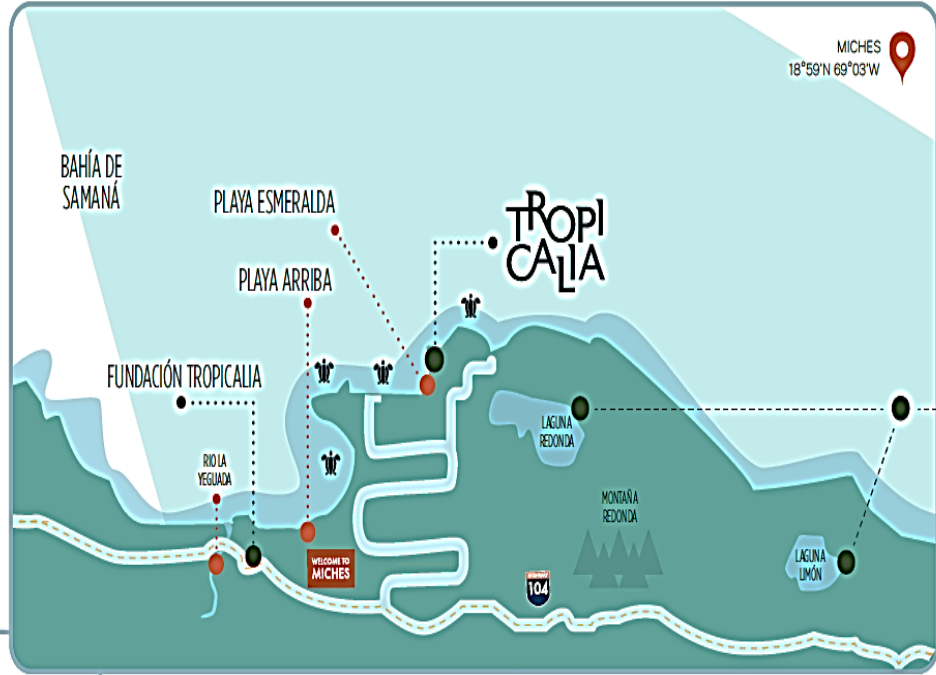 MICHES
18°59'N 69°03'W
BAHÍA DE
SAMANÁ
PLAYA ESMERALDA
TROPI
CALIA
PLAYA ARRIBA
FUNDACIÓN TROPICALIA
LAGUNA
REDONDA
RIO LA
YEGUADA
MONTAÑA
REDONDA
WELCOME TO
MICHES
LAGUNA
LIMÓN
HIGHWAY
104